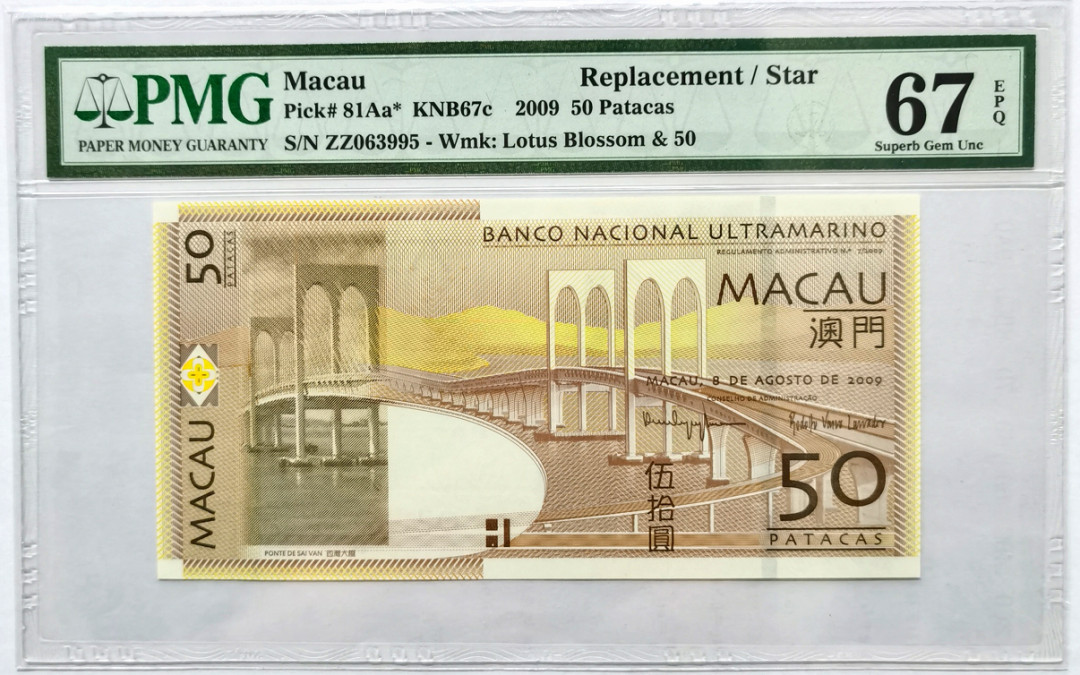 PMG
PAPER MONEY GUARANTY
Macau
Replacement / Star
Pick# 81Aa* KNB67c 2009 50 Patacas
S/N ZZ063995 - Wmk: Lotus Blossom & 50
67
EPQ
Superb Gem Unc
50
PATACAS
BANCO NACIONAL ULTRAMARINO
REGULAMENTO ADMINISTRATIVO N.º
MACAU
澳門
MACAU, 8 DE AGOSTO DE 2009
CONSELHO DE ADMINISTRAÇÃO
MACAU
伍拾圓
50
PATACAS
PONTE DE SAI VAN 西灣大橋